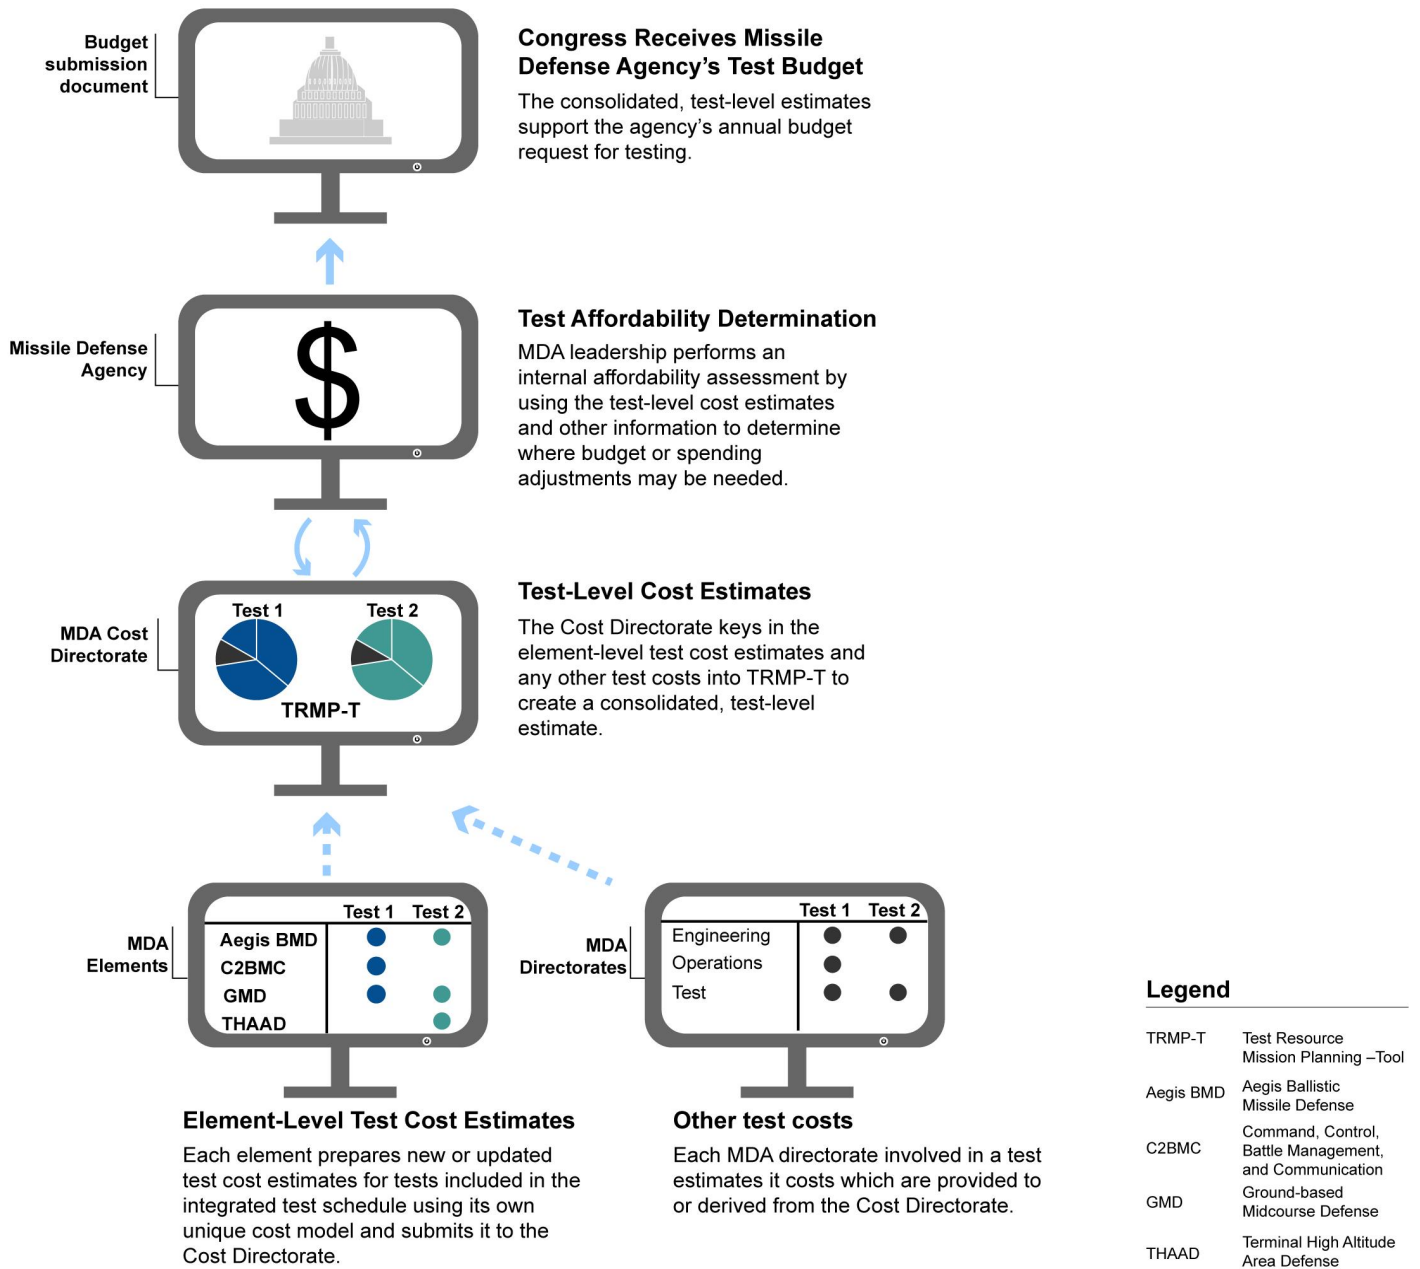 Budget
submission
document
Congress Receives Missile
Defense Agency's Test Budget
The consolidated, test-level estimates
support the agency's annual budget
request for testing.
Missile Defense
Agency
$
Test Affordability Determination
MDA leadership performs an
internal affordability assessment by
using the test-level cost estimates
and other information to determine
where budget or spending
adjustments may be needed.
MDA Cost
Directorate
Test 1 Test 2
TRMP-T
Test-Level Cost Estimates
The Cost Directorate keys in the
element-level test cost estimates and
any other test costs into TRMP-T to
create a consolidated, test-level
estimate.
MDA
Elements
Test 1 Test 2
Aegis BMD
C2BMC
GMD
THAAD
Element-Level Test Cost Estimates
Each element prepares new or updated
test cost estimates for tests included in the
integrated test schedule using its own
unique cost model and submits it to the
Cost Directorate.
MDA
Directorates
Test 1 Test 2
Engineering
Operations
Test
Other test costs
Each MDA directorate involved in a test
estimates it costs which are provided to
or derived from the Cost Directorate.
Legend
TRMP-T Test Resource
Mission Planning –Tool
Aegis BMD Aegis Ballistic
Missile Defense
C2BMC Command, Control,
Battle Management,
and Communication
GMD Ground-based
Midcourse Defense
THAAD Terminal High Altitude
Area Defense